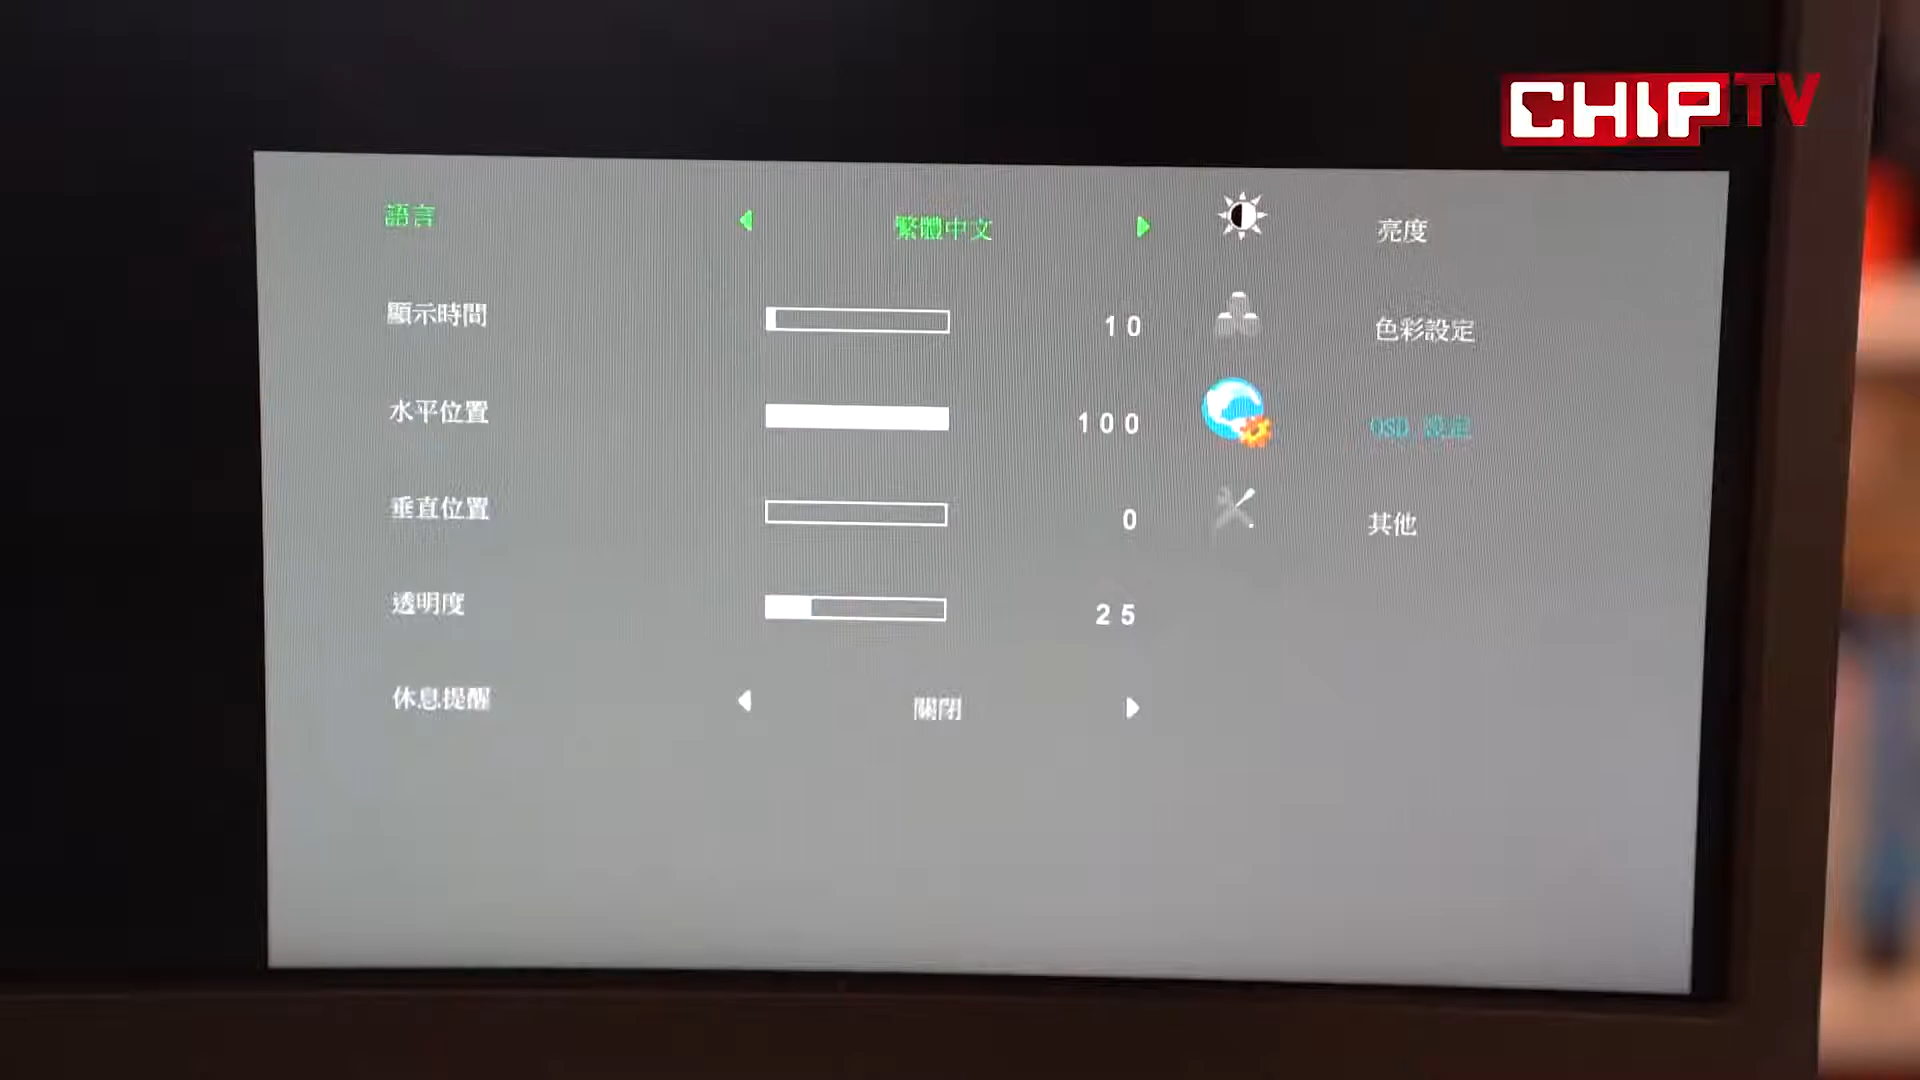 CHIP TV
語言 繁體中文 亮度
顯示時間 10 色彩設定
水平位置 100 OSD 設定
垂直位置 0 其他
透明度 25
休息提醒 關閉